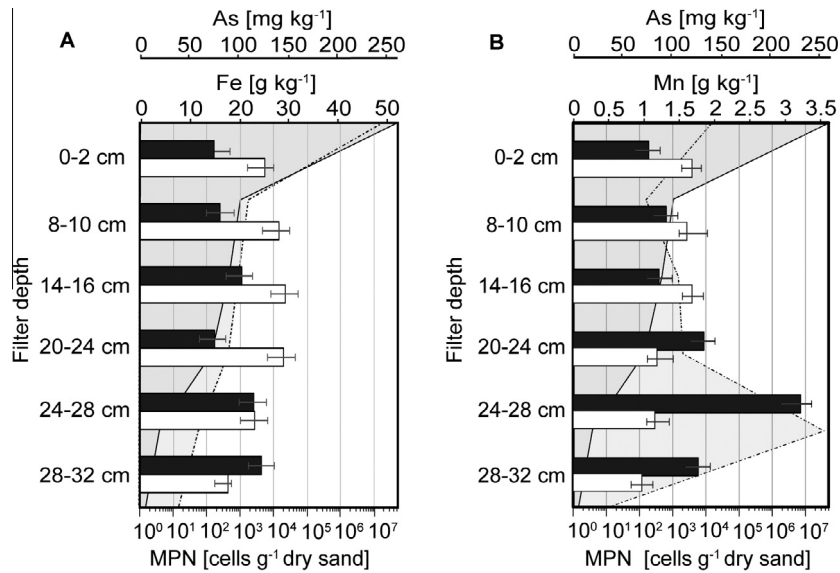 As [mg kg⁻¹]
0 50 100 150 200 250
A
Fe [g kg⁻¹]
0 10 20 30 40 50
Filter depth
0-2 cm
8-10 cm
14-16 cm
20-24 cm
24-28 cm
28-32 cm
10⁰ 10¹ 10² 10³ 10⁴ 10⁵ 10⁶ 10⁷
MPN [cells g⁻¹ dry sand]
As [mg kg⁻¹]
0 50 100 150 200 250
B
Mn [g kg⁻¹]
0 0.5 1 1.5 2 2.5 3 3.5
Filter depth
0-2 cm
8-10 cm
14-16 cm
20-24 cm
24-28 cm
28-32 cm
10⁰ 10¹ 10² 10³ 10⁴ 10⁵ 10⁶ 10⁷
MPN [cells g⁻¹ dry sand]